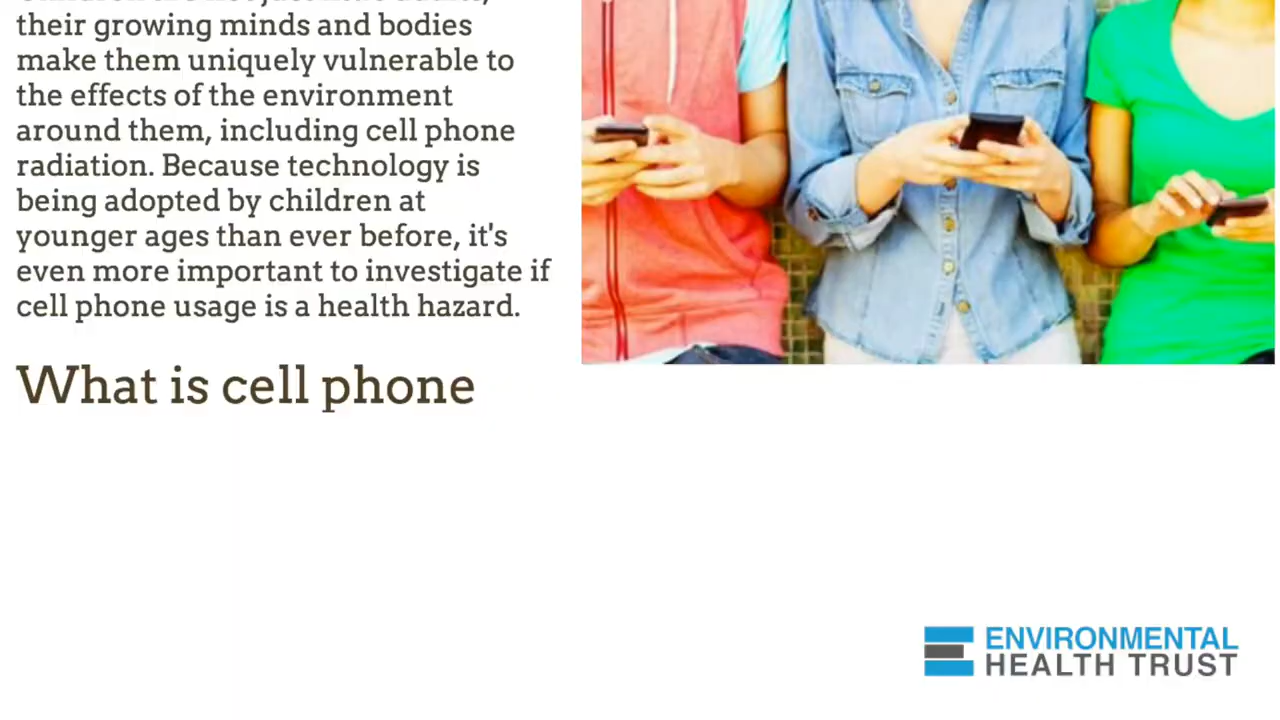 their growing minds and bodies
make them uniquely vulnerable to
the effects of the environment
around them, including cell phone
radiation. Because technology is
being adopted by children at
younger ages than ever before, it's
even more important to investigate if
cell phone usage is a health hazard.
What is cell phone
ENVIRONMENTAL
HEALTH TRUST